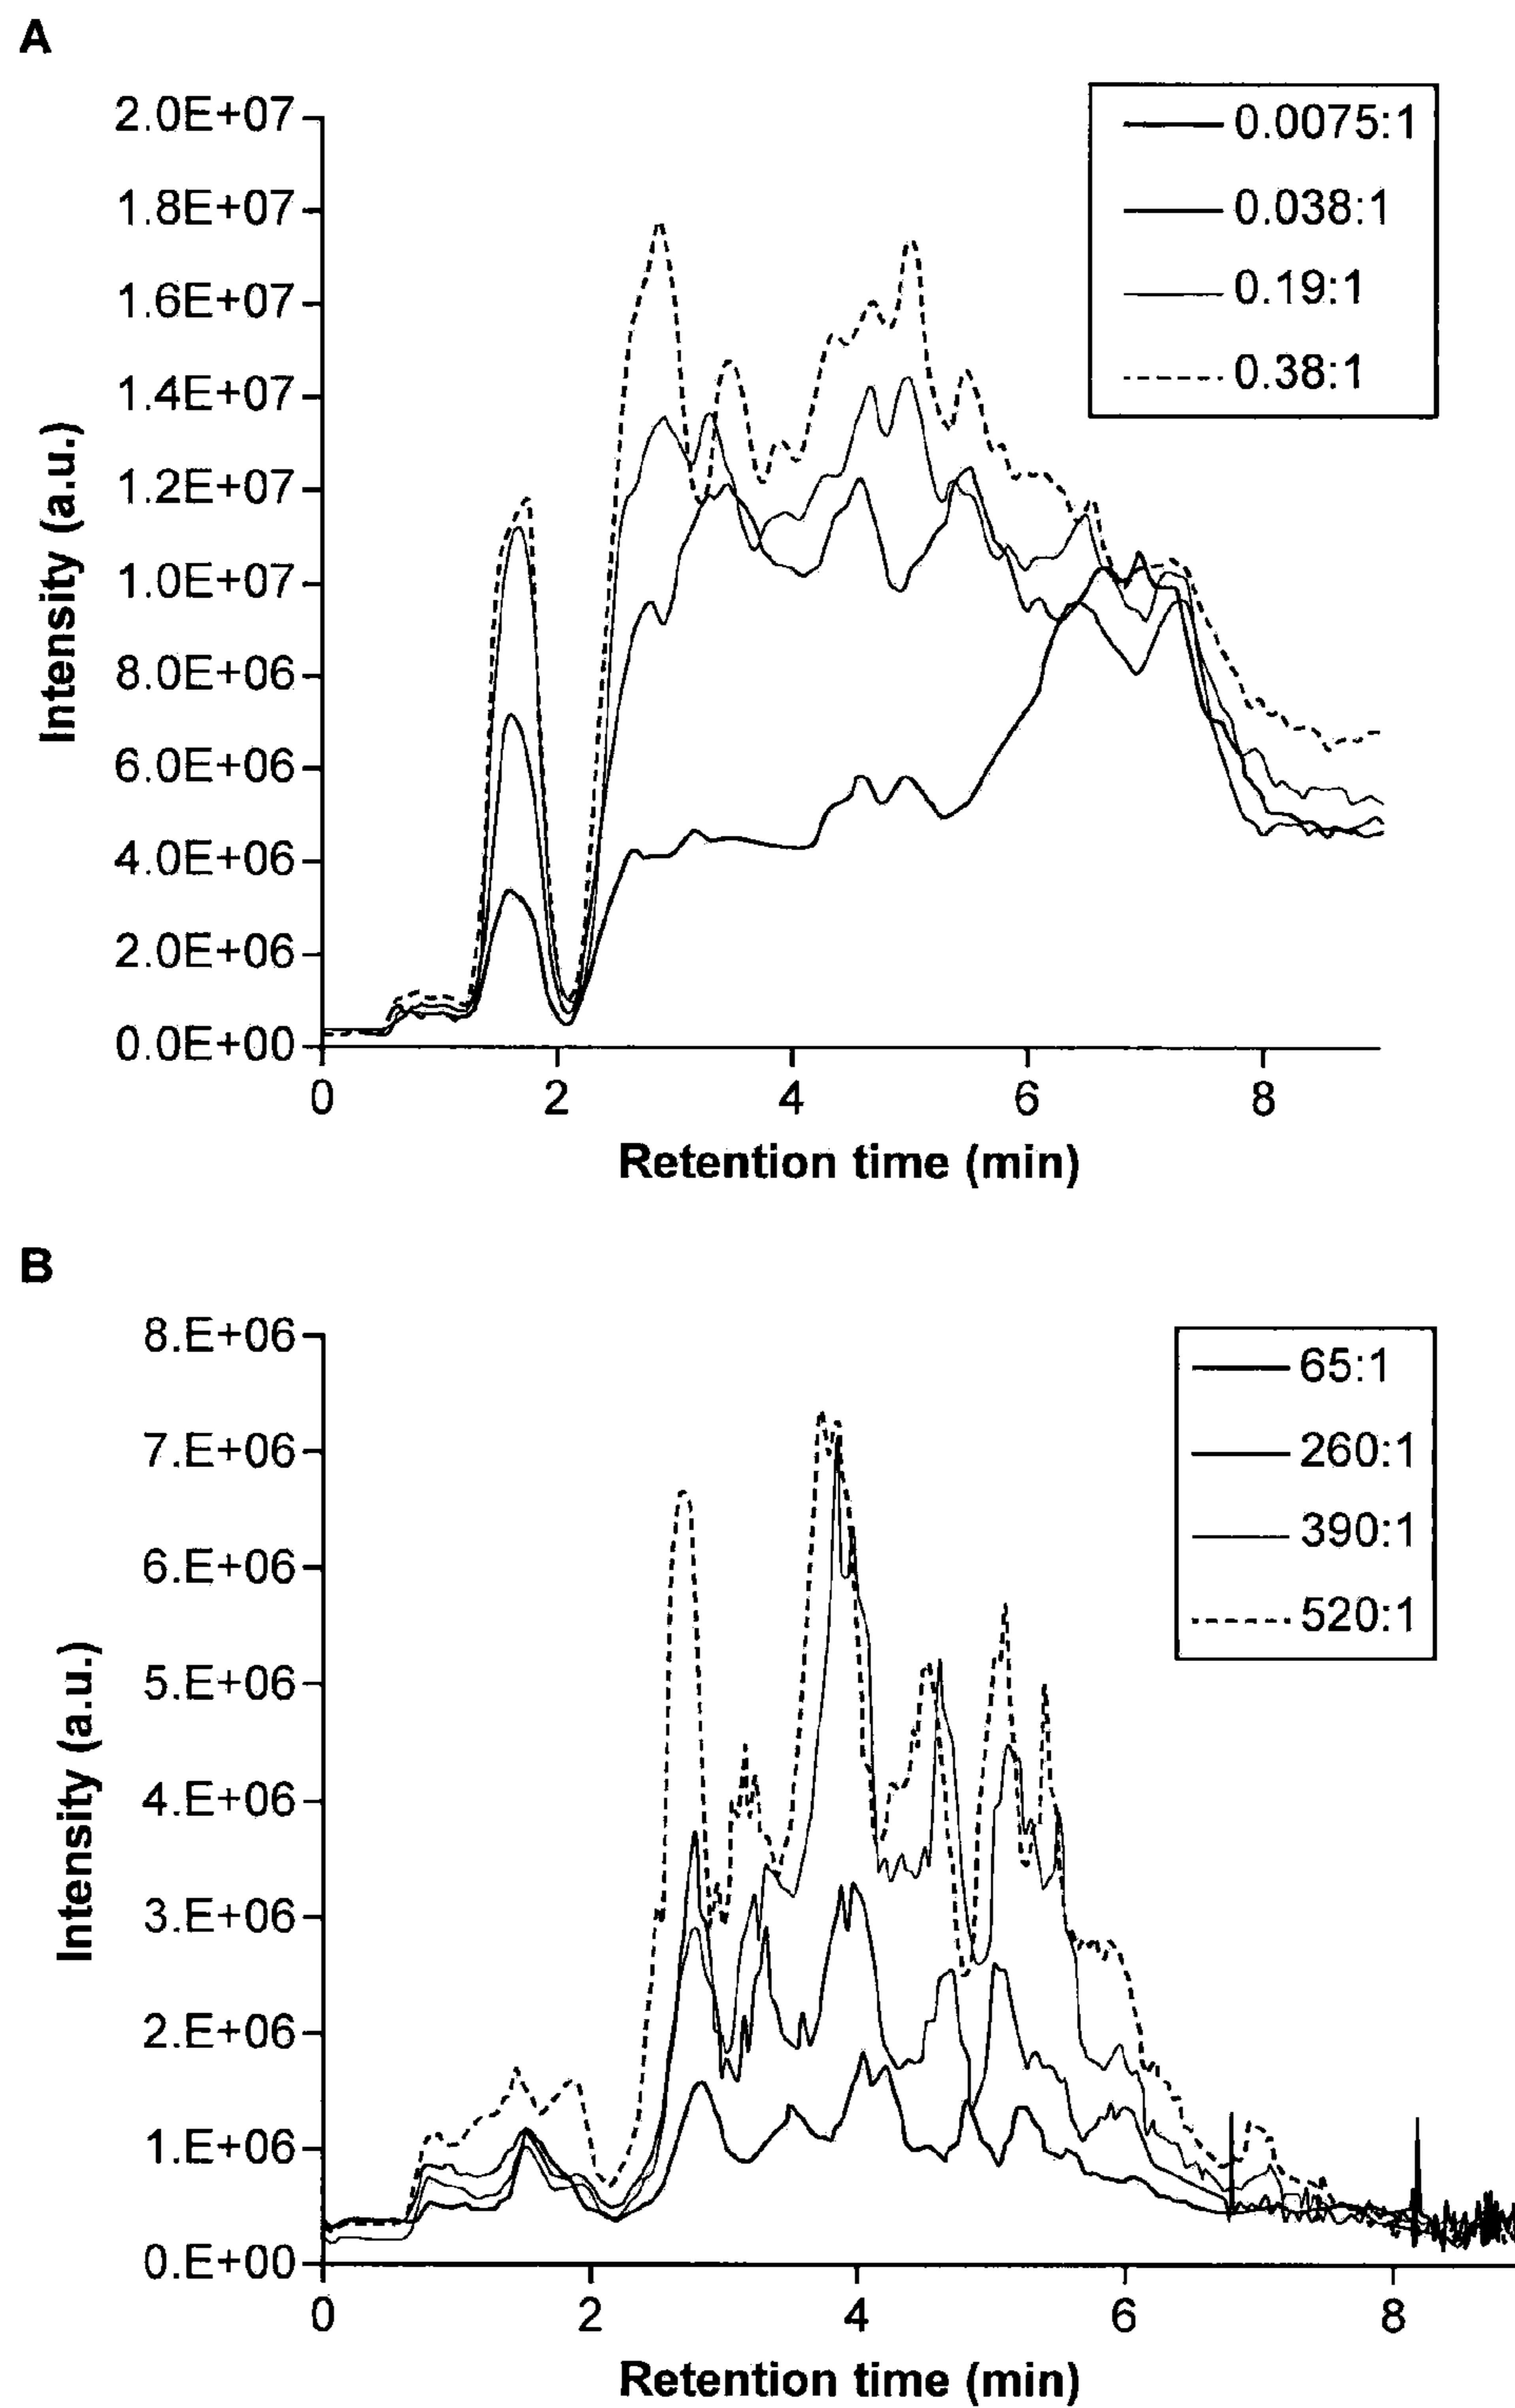 A
2.0E+07
1.8E+07
1.6E+07
1.4E+07
1.2E+07
1.0E+07
8.0E+06
6.0E+06
4.0E+06
2.0E+06
0.0E+00
Intensity (a.u.)
0.0075:1
0.038:1
0.19:1
0.38:1
0 2 4 6 8
Retention time (min)
B
8.E+06
7.E+06
6.E+06
5.E+06
4.E+06
3.E+06
2.E+06
1.E+06
0.E+00
Intensity (a.u.)
65:1
260:1
390:1
520:1
0 2 4 6 8
Retention time (min)